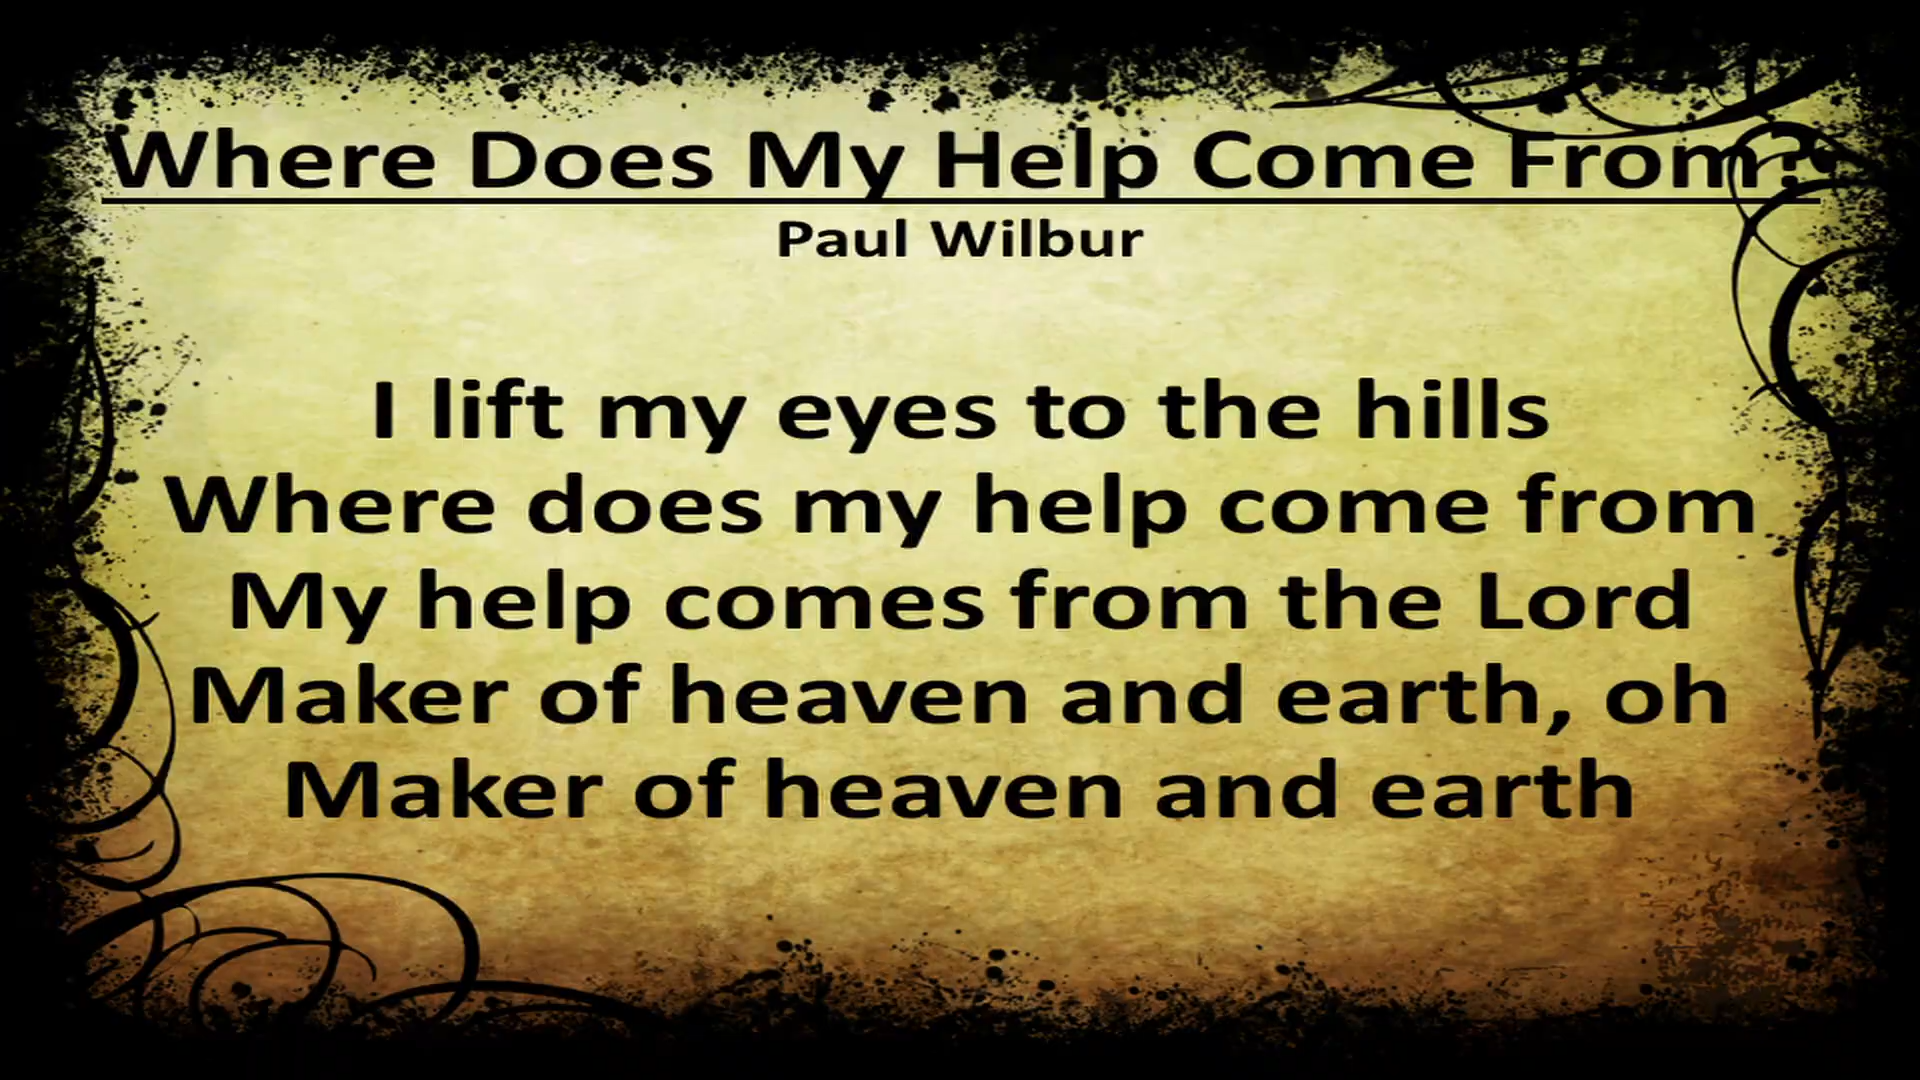 Where Does My Help Come From?
Paul Wilbur
I lift my eyes to the hills
Where does my help come from
My help comes from the Lord
Maker of heaven and earth, oh
Maker of heaven and earth